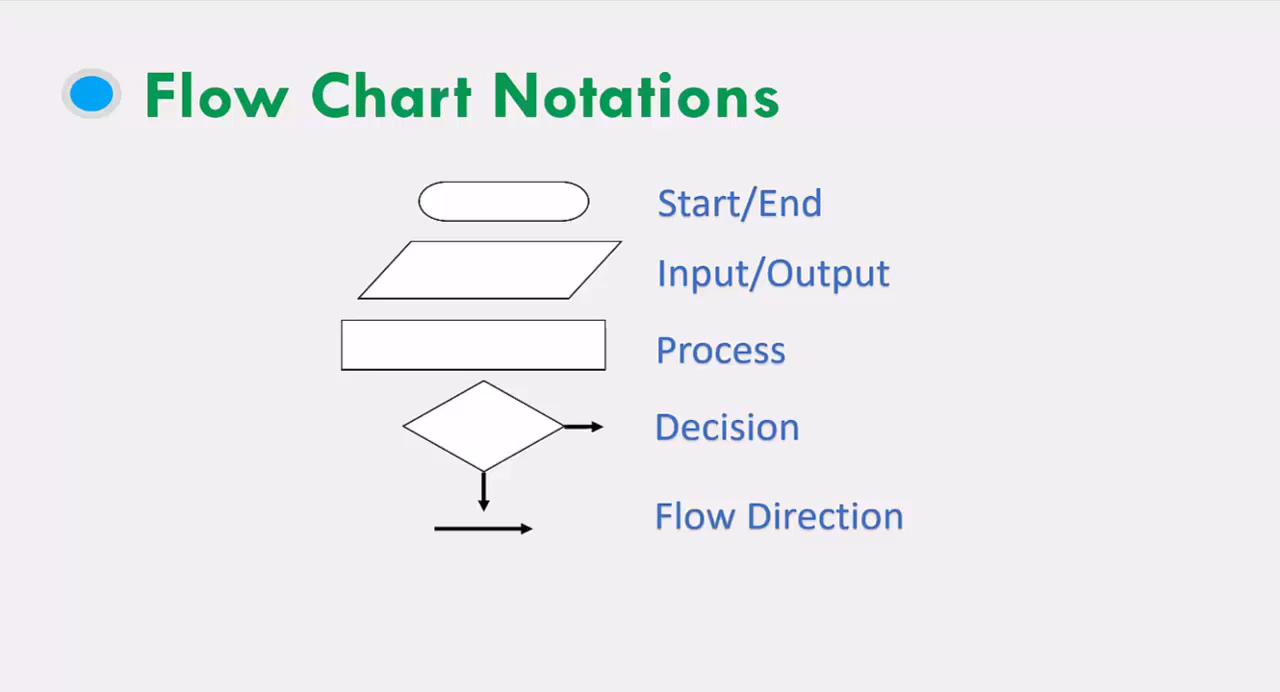 Flow Chart Notations
Start/End
Input/Output
Process
Decision
Flow Direction